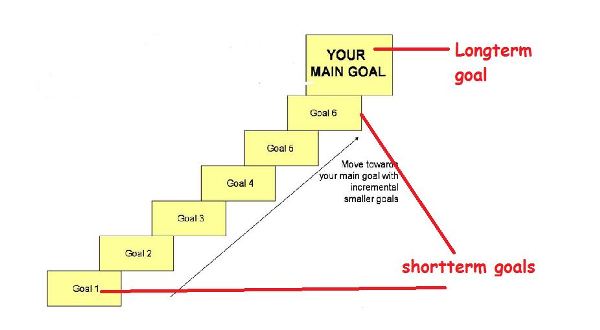 YOUR
MAIN GOAL
Longterm
goal
Goal 6
Goal 5
Move towards
your main goal with
incremental
smaller goals
Goal 4
Goal 3
Goal 2
shortterm goals
Goal 1